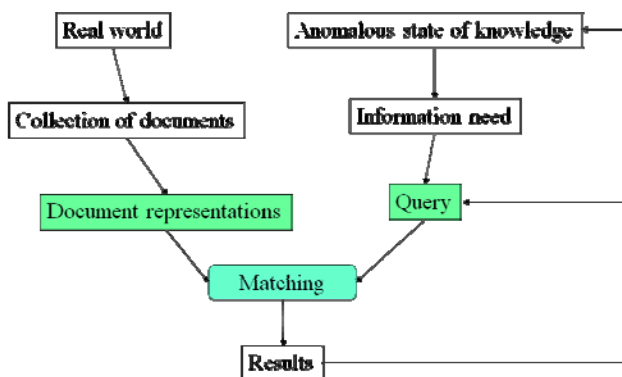 Real world
Anomalous state of knowledge
Collection of documents
Information need
Document representations
Query
Matching
Results